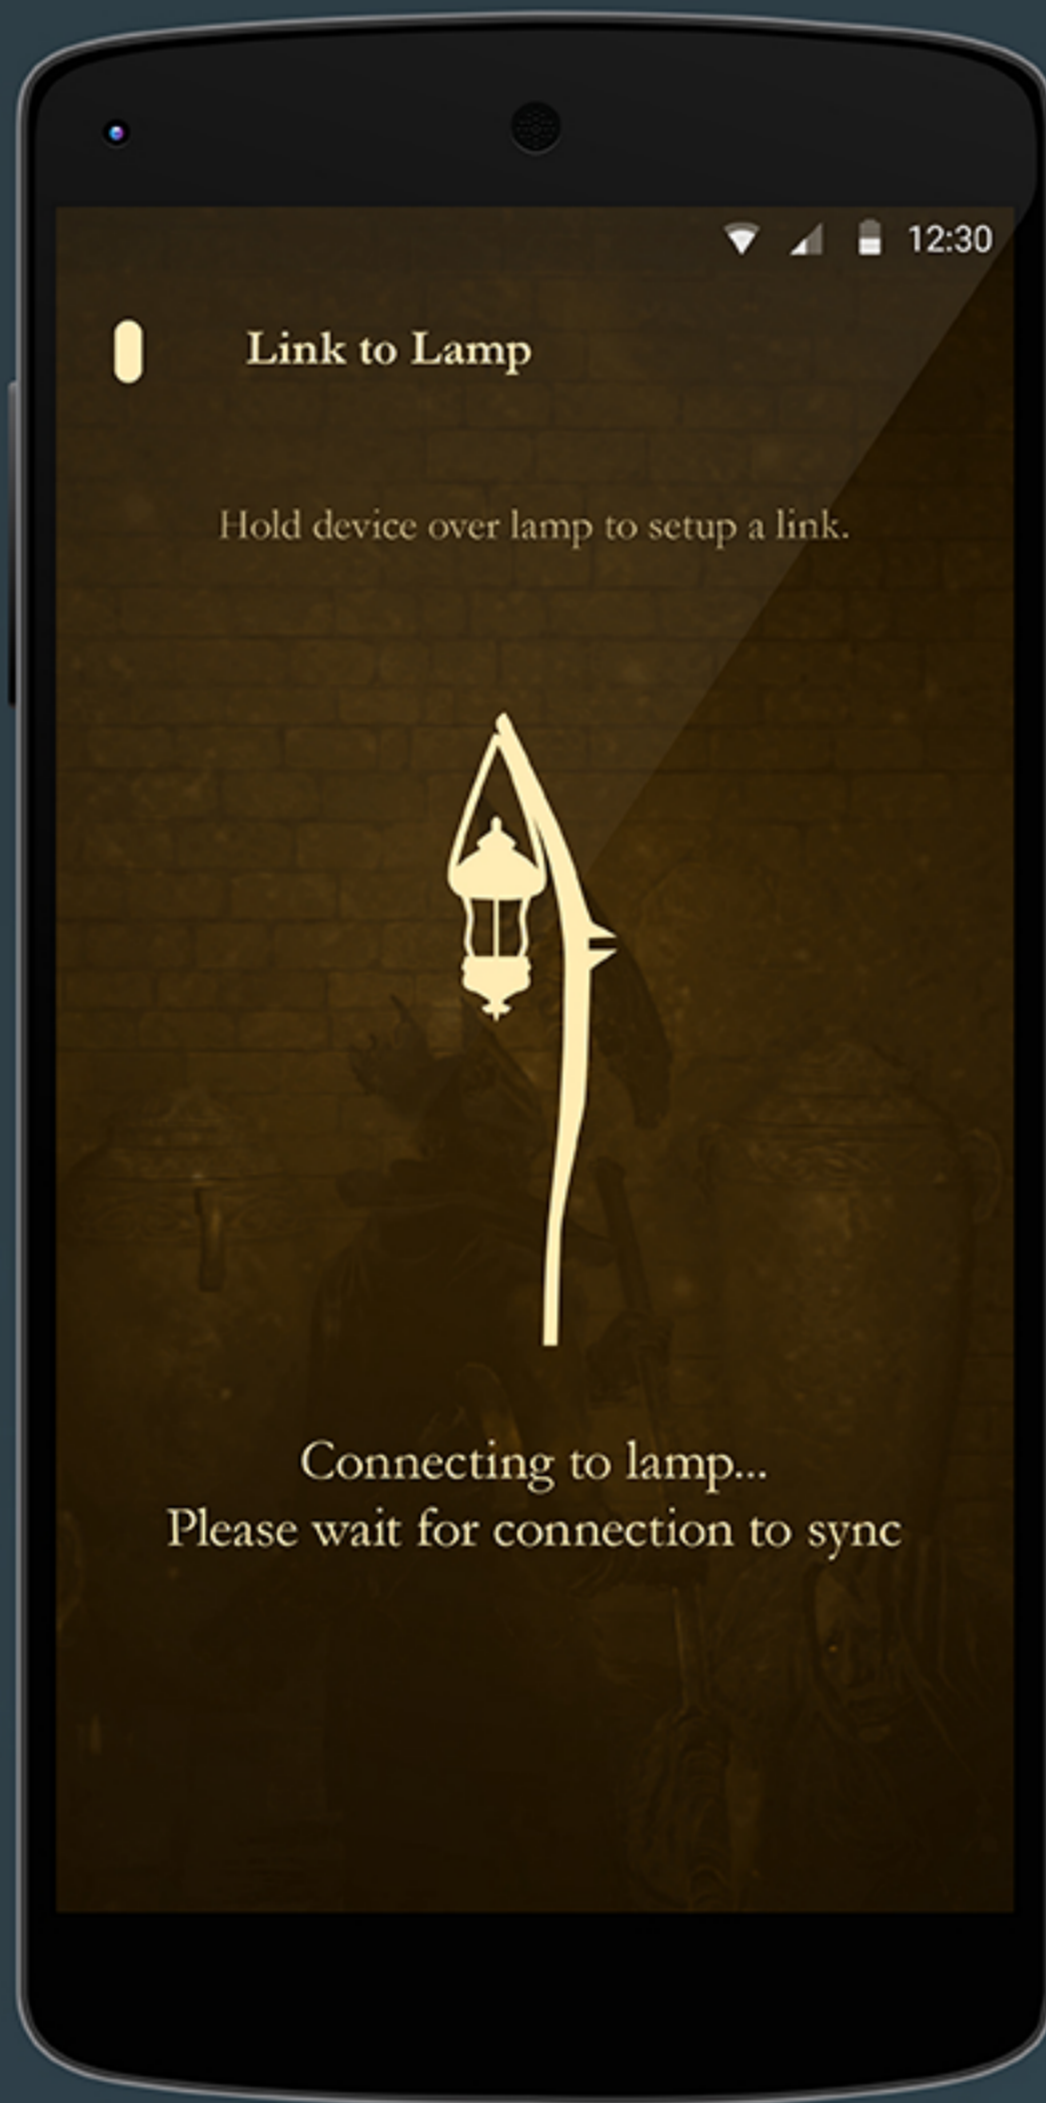 12:30
Link to Lamp
Hold device over lamp to setup a link.
Connecting to lamp...
Please wait for connection to sync